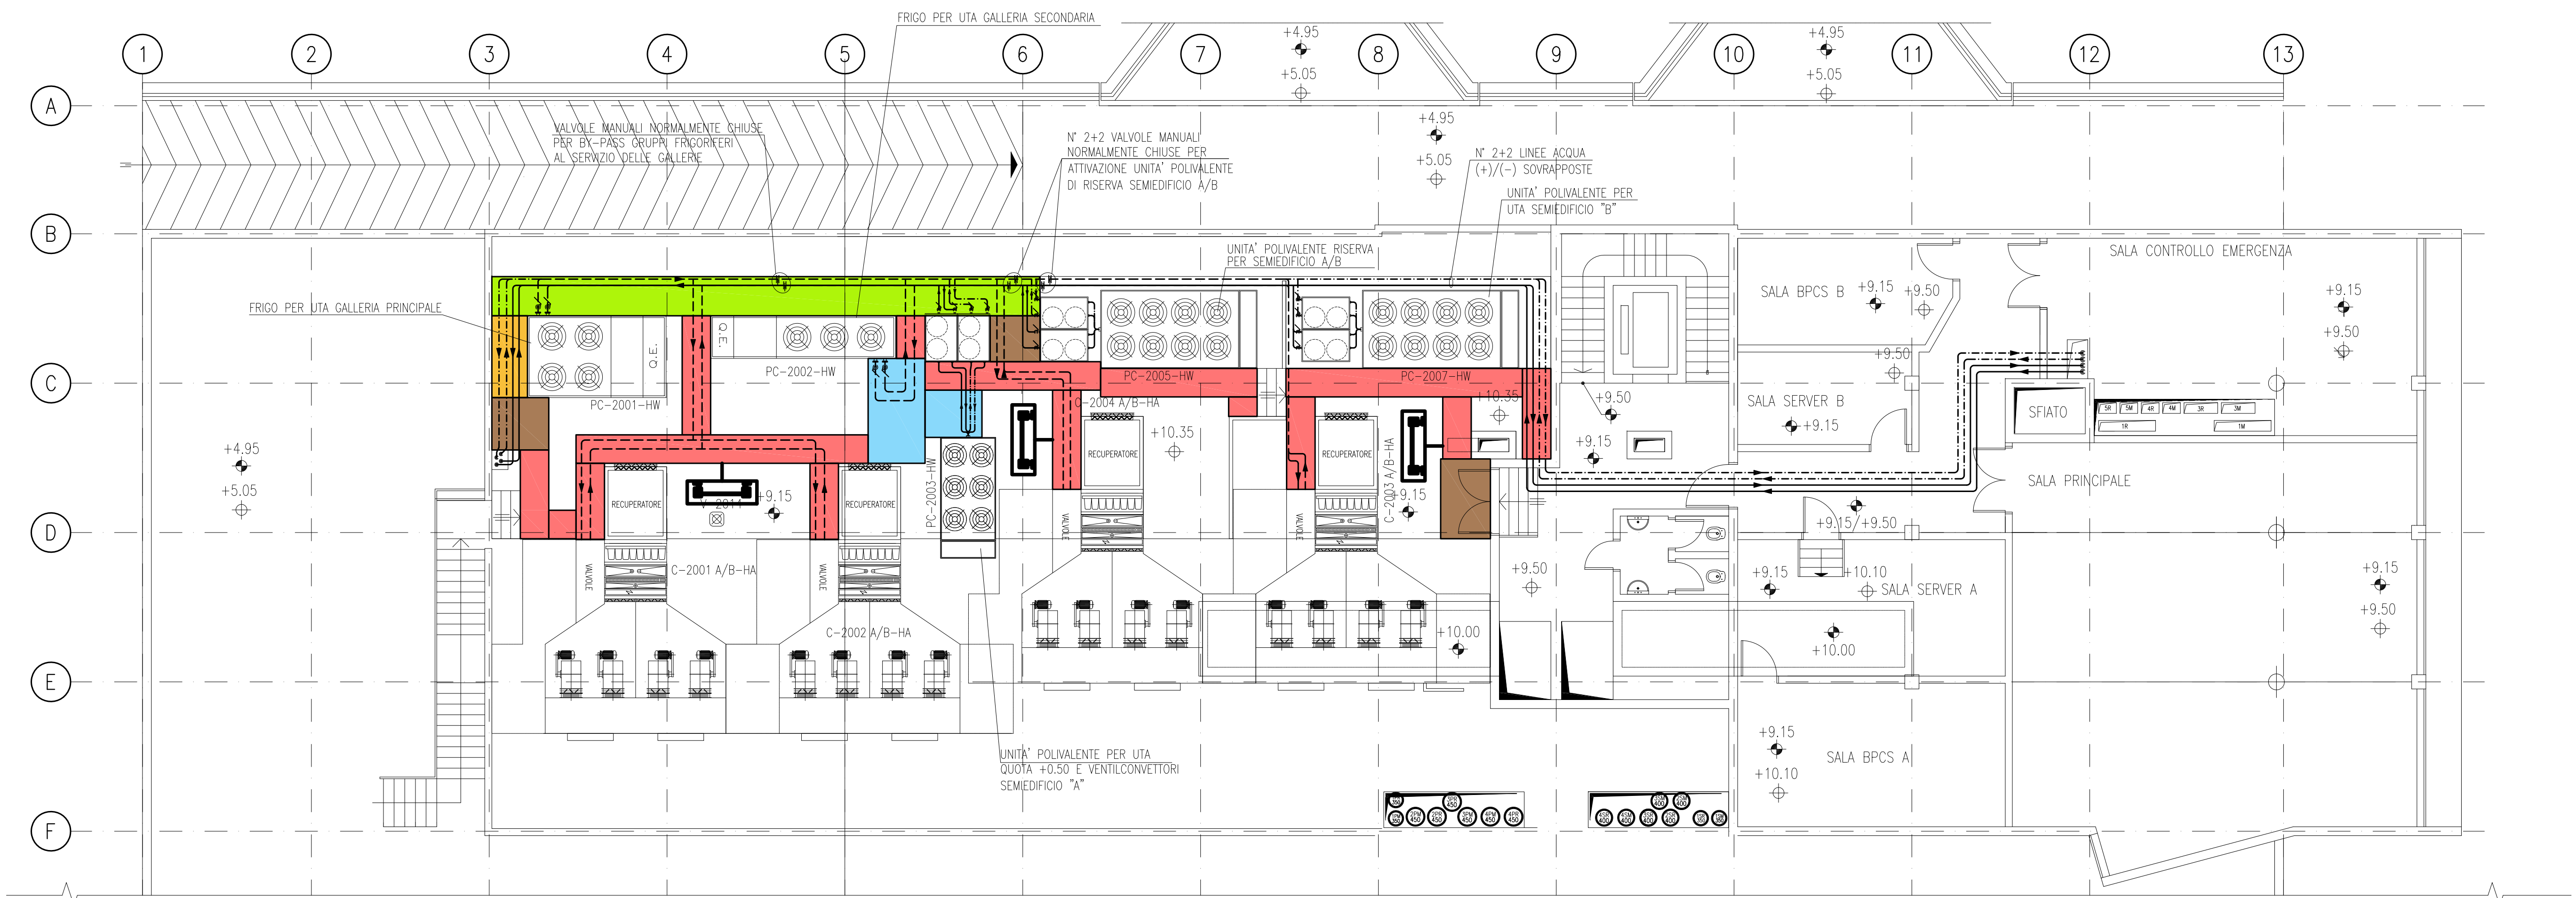 FRIGO PER UTA GALLERIA SECONDARIA
1
2
3
4
5
6
7
8
9
10
11
12
13
+4.95
+5.05
+4.95
+5.05
A
VALVOLE MANUALI NORMALMENTE CHIUSE
PER BY-PASS GRUPPI FRIGORIFERI
AL SERVIZIO DELLE GALLERIE
N° 2+2 VALVOLE MANUALI
NORMALMENTE CHIUSE PER
ATTIVAZIONE UNITA' POLIVALENTE
DI RISERVA SEMIEDIFICIO A/B
+4.95
+5.05
N° 2+2 LINEE ACQUA
(+)/(-) SOVRAPPOSTE
UNITA' POLIVALENTE PER
UTA SEMIEDIFICIO "B"
B
UNITA' POLIVALENTE RISERVA
PER SEMIEDIFICIO A/B
SALA CONTROLLO EMERGENZA
SALA BPCS B
+9.15
+9.50
+9.15
+9.50
FRIGO PER UTA GALLERIA PRINCIPALE
Q.E.
Q.E.
+9.50
C
PC-2001-HW
PC-2002-HW
PC-2005-HW
PC-2007-HW
C-2004 A/B-HA
+10.35
+9.50
SALA SERVER B
+9.15
SFIATO
5R
5M
4R
4M
3R
3M
1R
1M
+4.95
+5.05
+10.35
+9.15
RECUPERATORE
RECUPERATORE
RECUPERATORE
RECUPERATORE
PC-2003-HW
C-2003 A/B-HA
SALA PRINCIPALE
V-2011
+9.15
+9.15
+9.15/+9.50
D
VALVOLE
VALVOLE
VALVOLE
VALVOLE
C-2001 A/B-HA
+9.50
+9.15
+10.10
SALA SERVER A
+9.15
+9.50
C-2002 A/B-HA
+10.00
+10.00
E
UNITA' POLIVALENTE PER UTA
QUOTA +0.50 E VENTILCONVETTORI
SEMIEDIFICIO "A"
+9.15
+10.10
SALA BPCS A
F